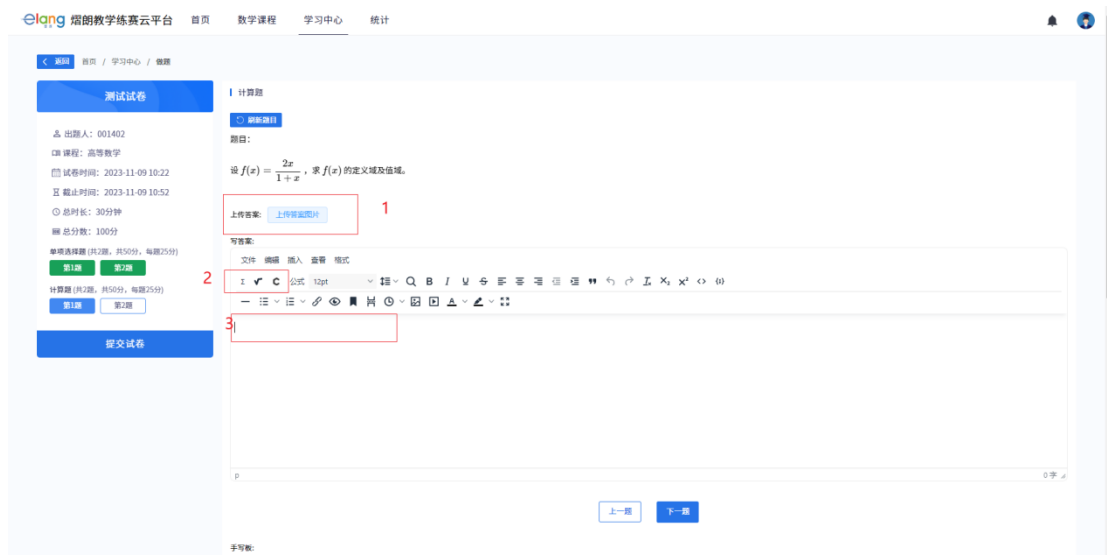 elang 熠朗教学练赛云平台 首页 数学课程 学习中心 统计
返回 首页 / 学习中心 / 做题
测试试卷
出题人：001402
课程：高等数学
试卷时间：2023-11-09 10:22
截止时间：2023-11-09 10:52
总时长：30分钟
总分数：100分
单项选择题 (共2题，共50分，每题25分)
第1题 第2题
计算题 (共2题，共50分，每题25分)
第1题 第2题
提交试卷
计算题
刷新题目
题目：
设 f(x) = 2x / (1 + x) ，求 f(x) 的定义域及值域。
上传答案: 上传答案图片 1
写答案:
文件 编辑 插入 查看 格式
2 Σ √ C 公式 12pt B I U S X₂ X² <> {;}
3
p 0 字
上一题 下一题
手写板: